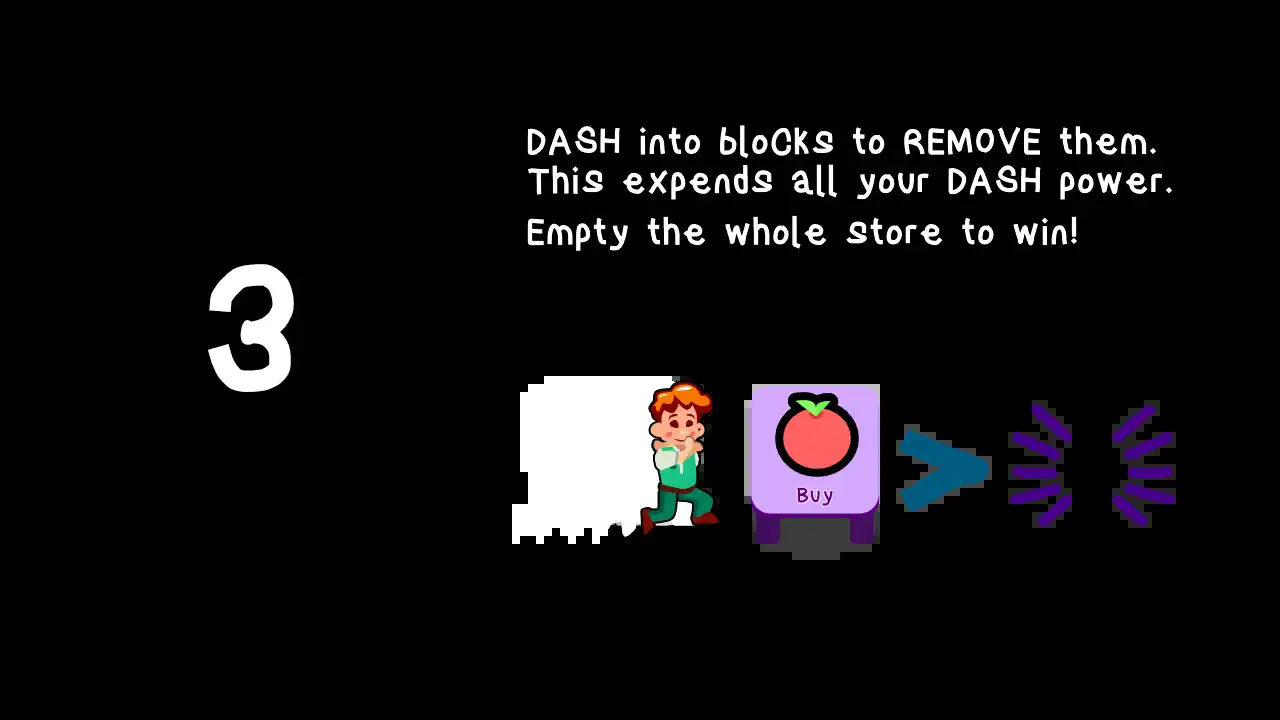 DASH into bloCks to REMOVE them.
This expends all your DASH power.
Empty the whole store to win!
3
Buy